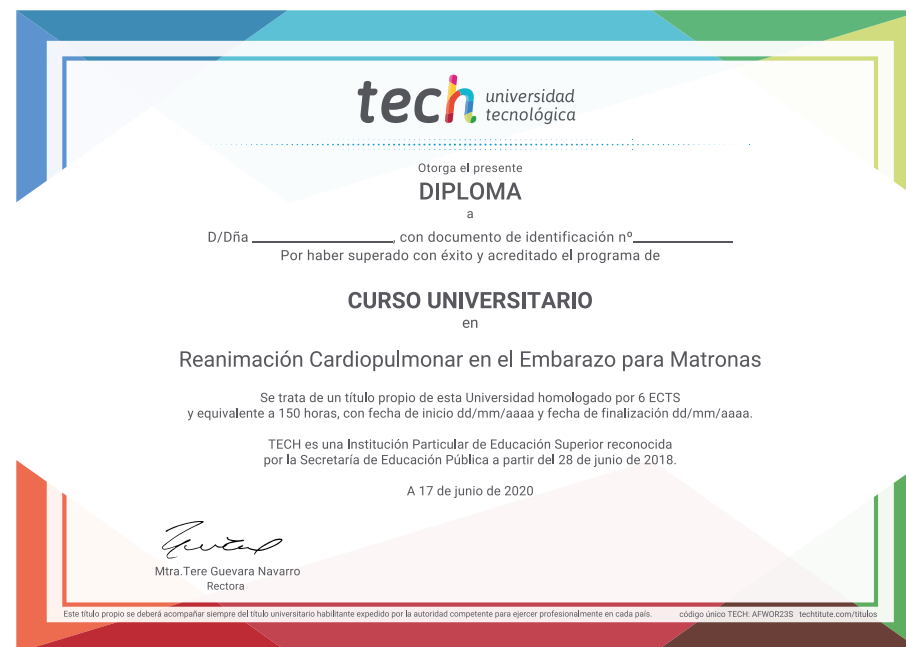 tech universidad
tecnológica
Otorga el presente
DIPLOMA
a
D/Dña ____________________, con documento de identificación nº______________
Por haber superado con éxito y acreditado el programa de
CURSO UNIVERSITARIO
en
Reanimación Cardiopulmonar en el Embarazo para Matronas
Se trata de un título propio de esta Universidad homologado por 6 ECTS
y equivalente a 150 horas, con fecha de inicio dd/mm/aaaa y fecha de finalización dd/mm/aaaa.
TECH es una Institución Particular de Educación Superior reconocida
por la Secretaría de Educación Pública a partir del 28 de junio de 2018.
A 17 de junio de 2020
Mtra.Tere Guevara Navarro
Rectora
Este título propio se deberá acompañar siempre del título universitario habilitante expedido por la autoridad competente para ejercer profesionalmente en cada país. código único TECH: AFWOR23S techtitute.com/títulos